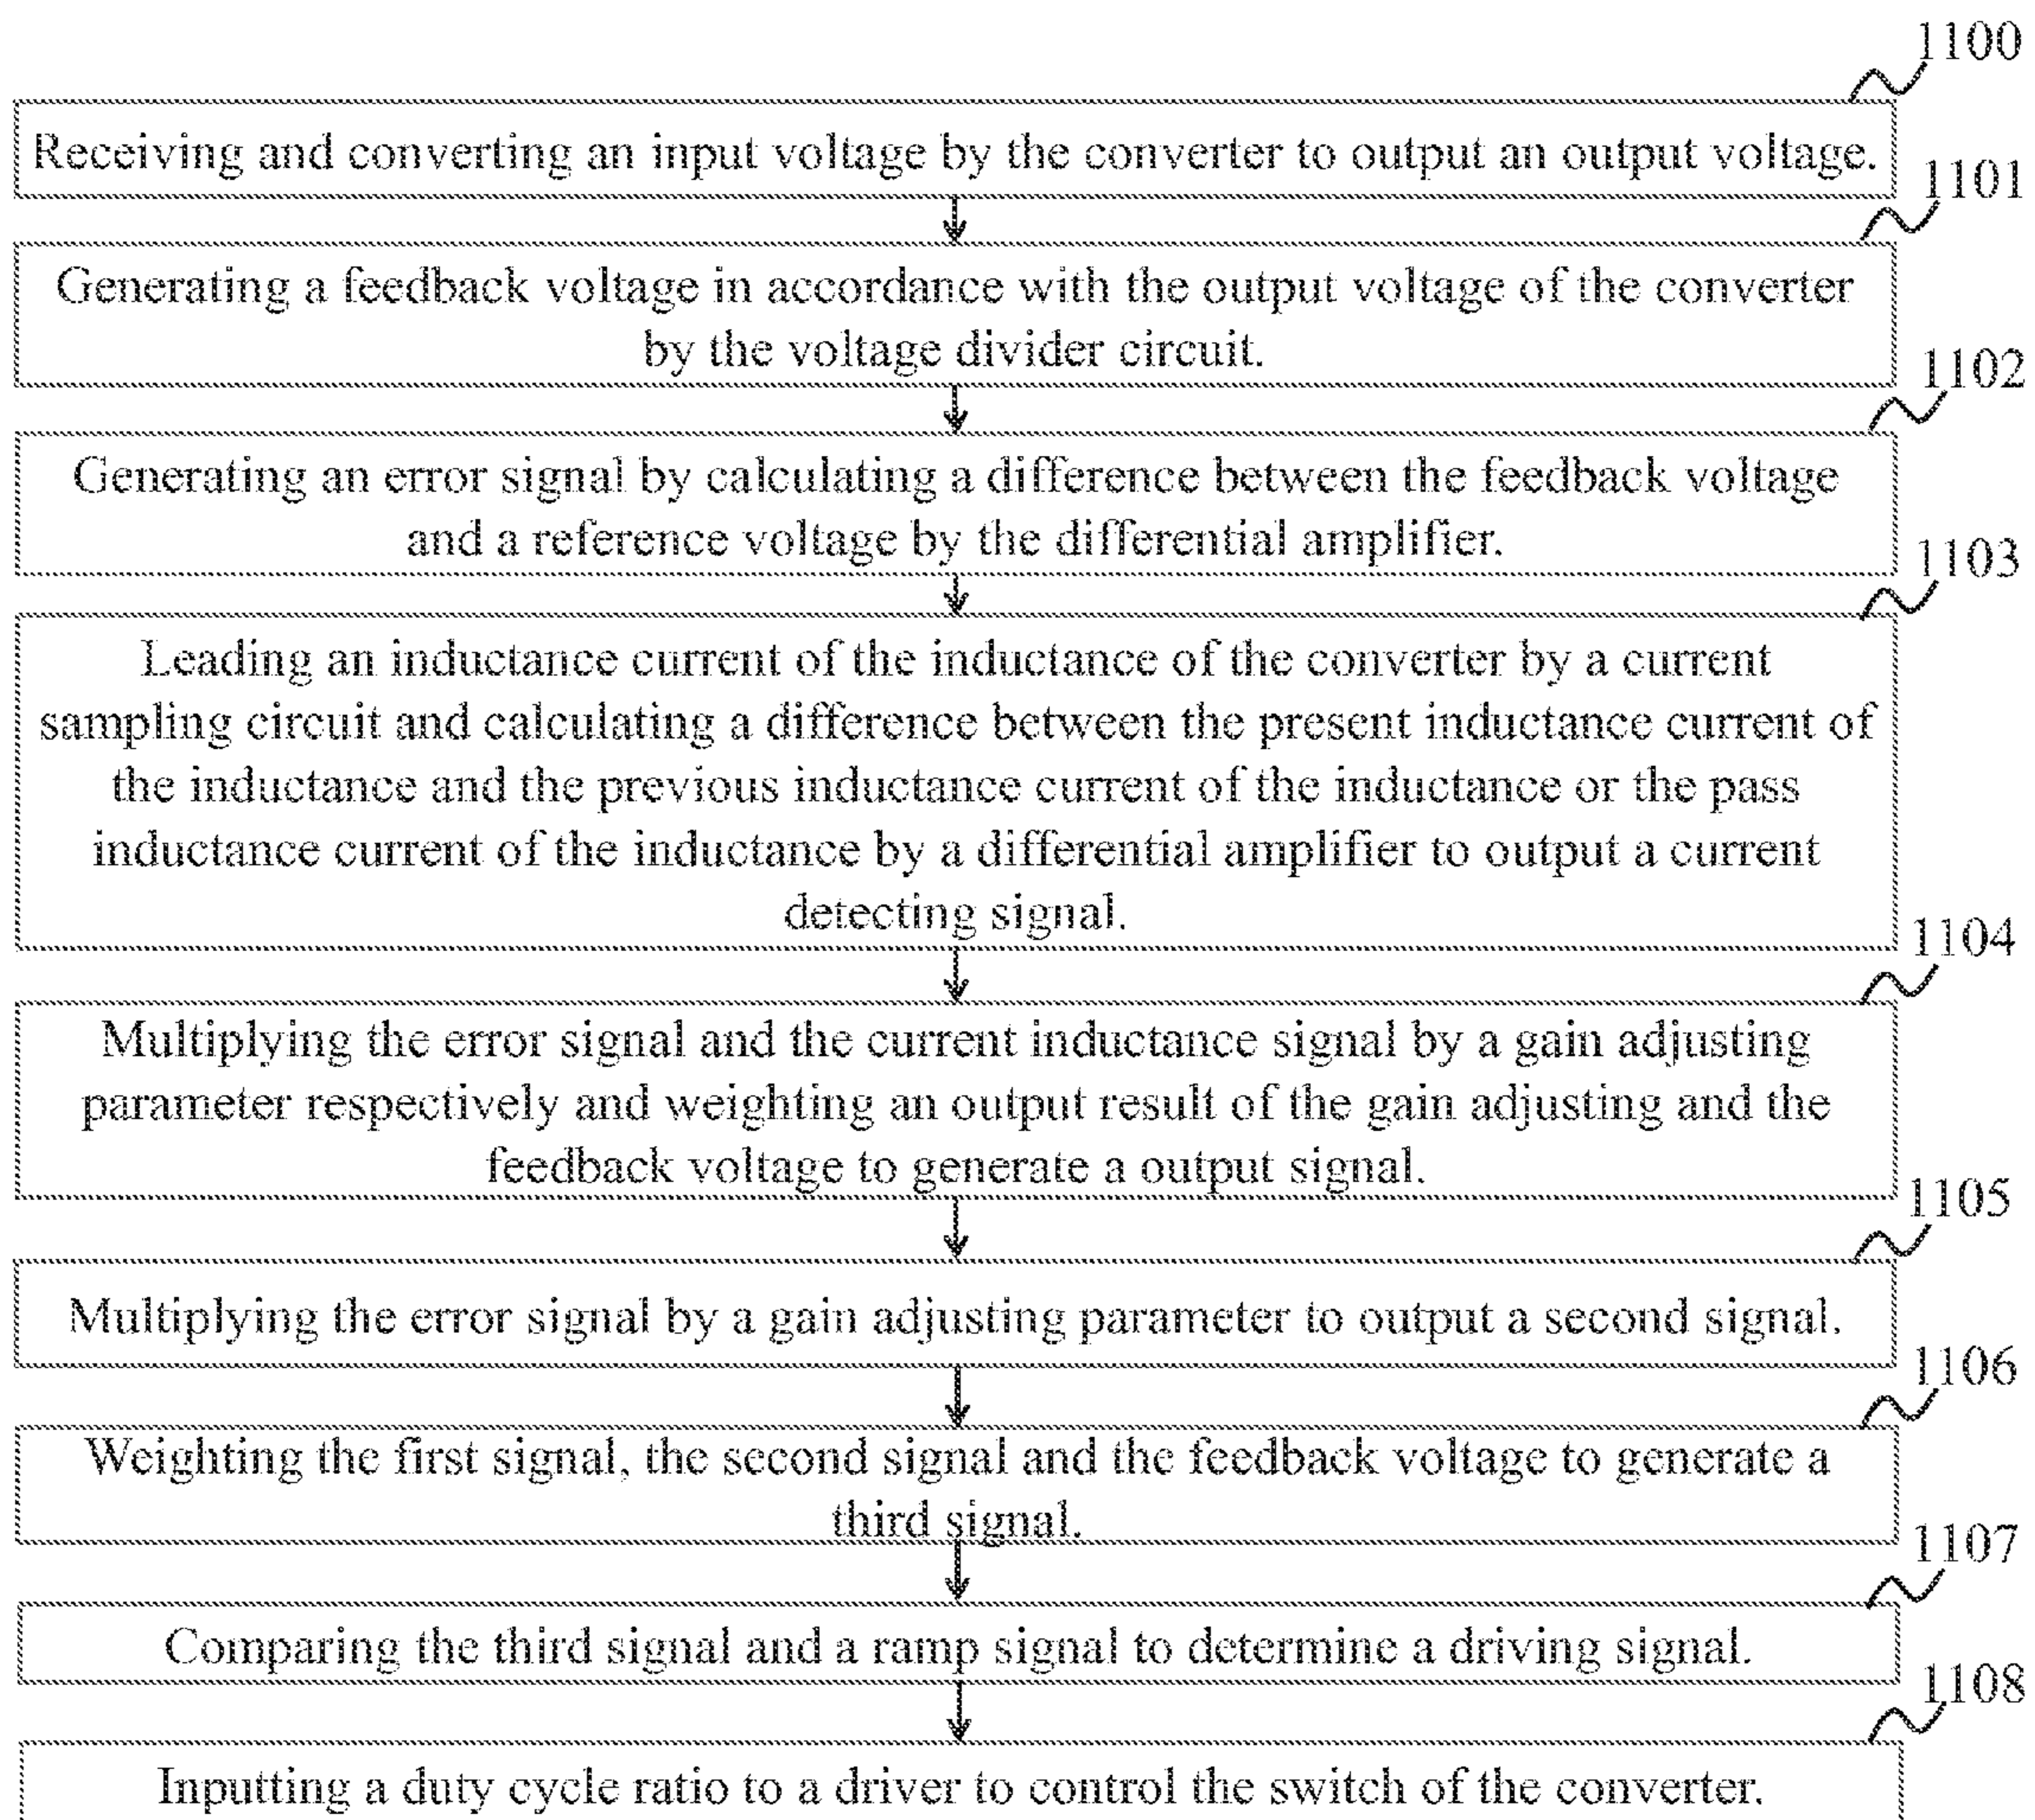 1100
Receiving and converting an input voltage by the converter to output an output voltage.
1101
Generating a feedback voltage in accordance with the output voltage of the converter
by the voltage divider circuit.
1102
Generating an error signal by calculating a difference between the feedback voltage
and a reference voltage by the differential amplifier.
1103
Leading an inductance current of the inductance of the converter by a current
sampling circuit and calculating a difference between the present inductance current of
the inductance and the previous inductance current of the inductance or the pass
inductance current of the inductance by a differential amplifier to output a current
detecting signal.
1104
Multiplying the error signal and the current inductance signal by a gain adjusting
parameter respectively and weighting an output result of the gain adjusting and the
feedback voltage to generate a output signal.
1105
Multiplying the error signal by a gain adjusting parameter to output a second signal.
1106
Weighting the first signal, the second signal and the feedback voltage to generate a
third signal.
1107
Comparing the third signal and a ramp signal to determine a driving signal.
1108
Inputting a duty cycle ratio to a driver to control the switch of the converter.